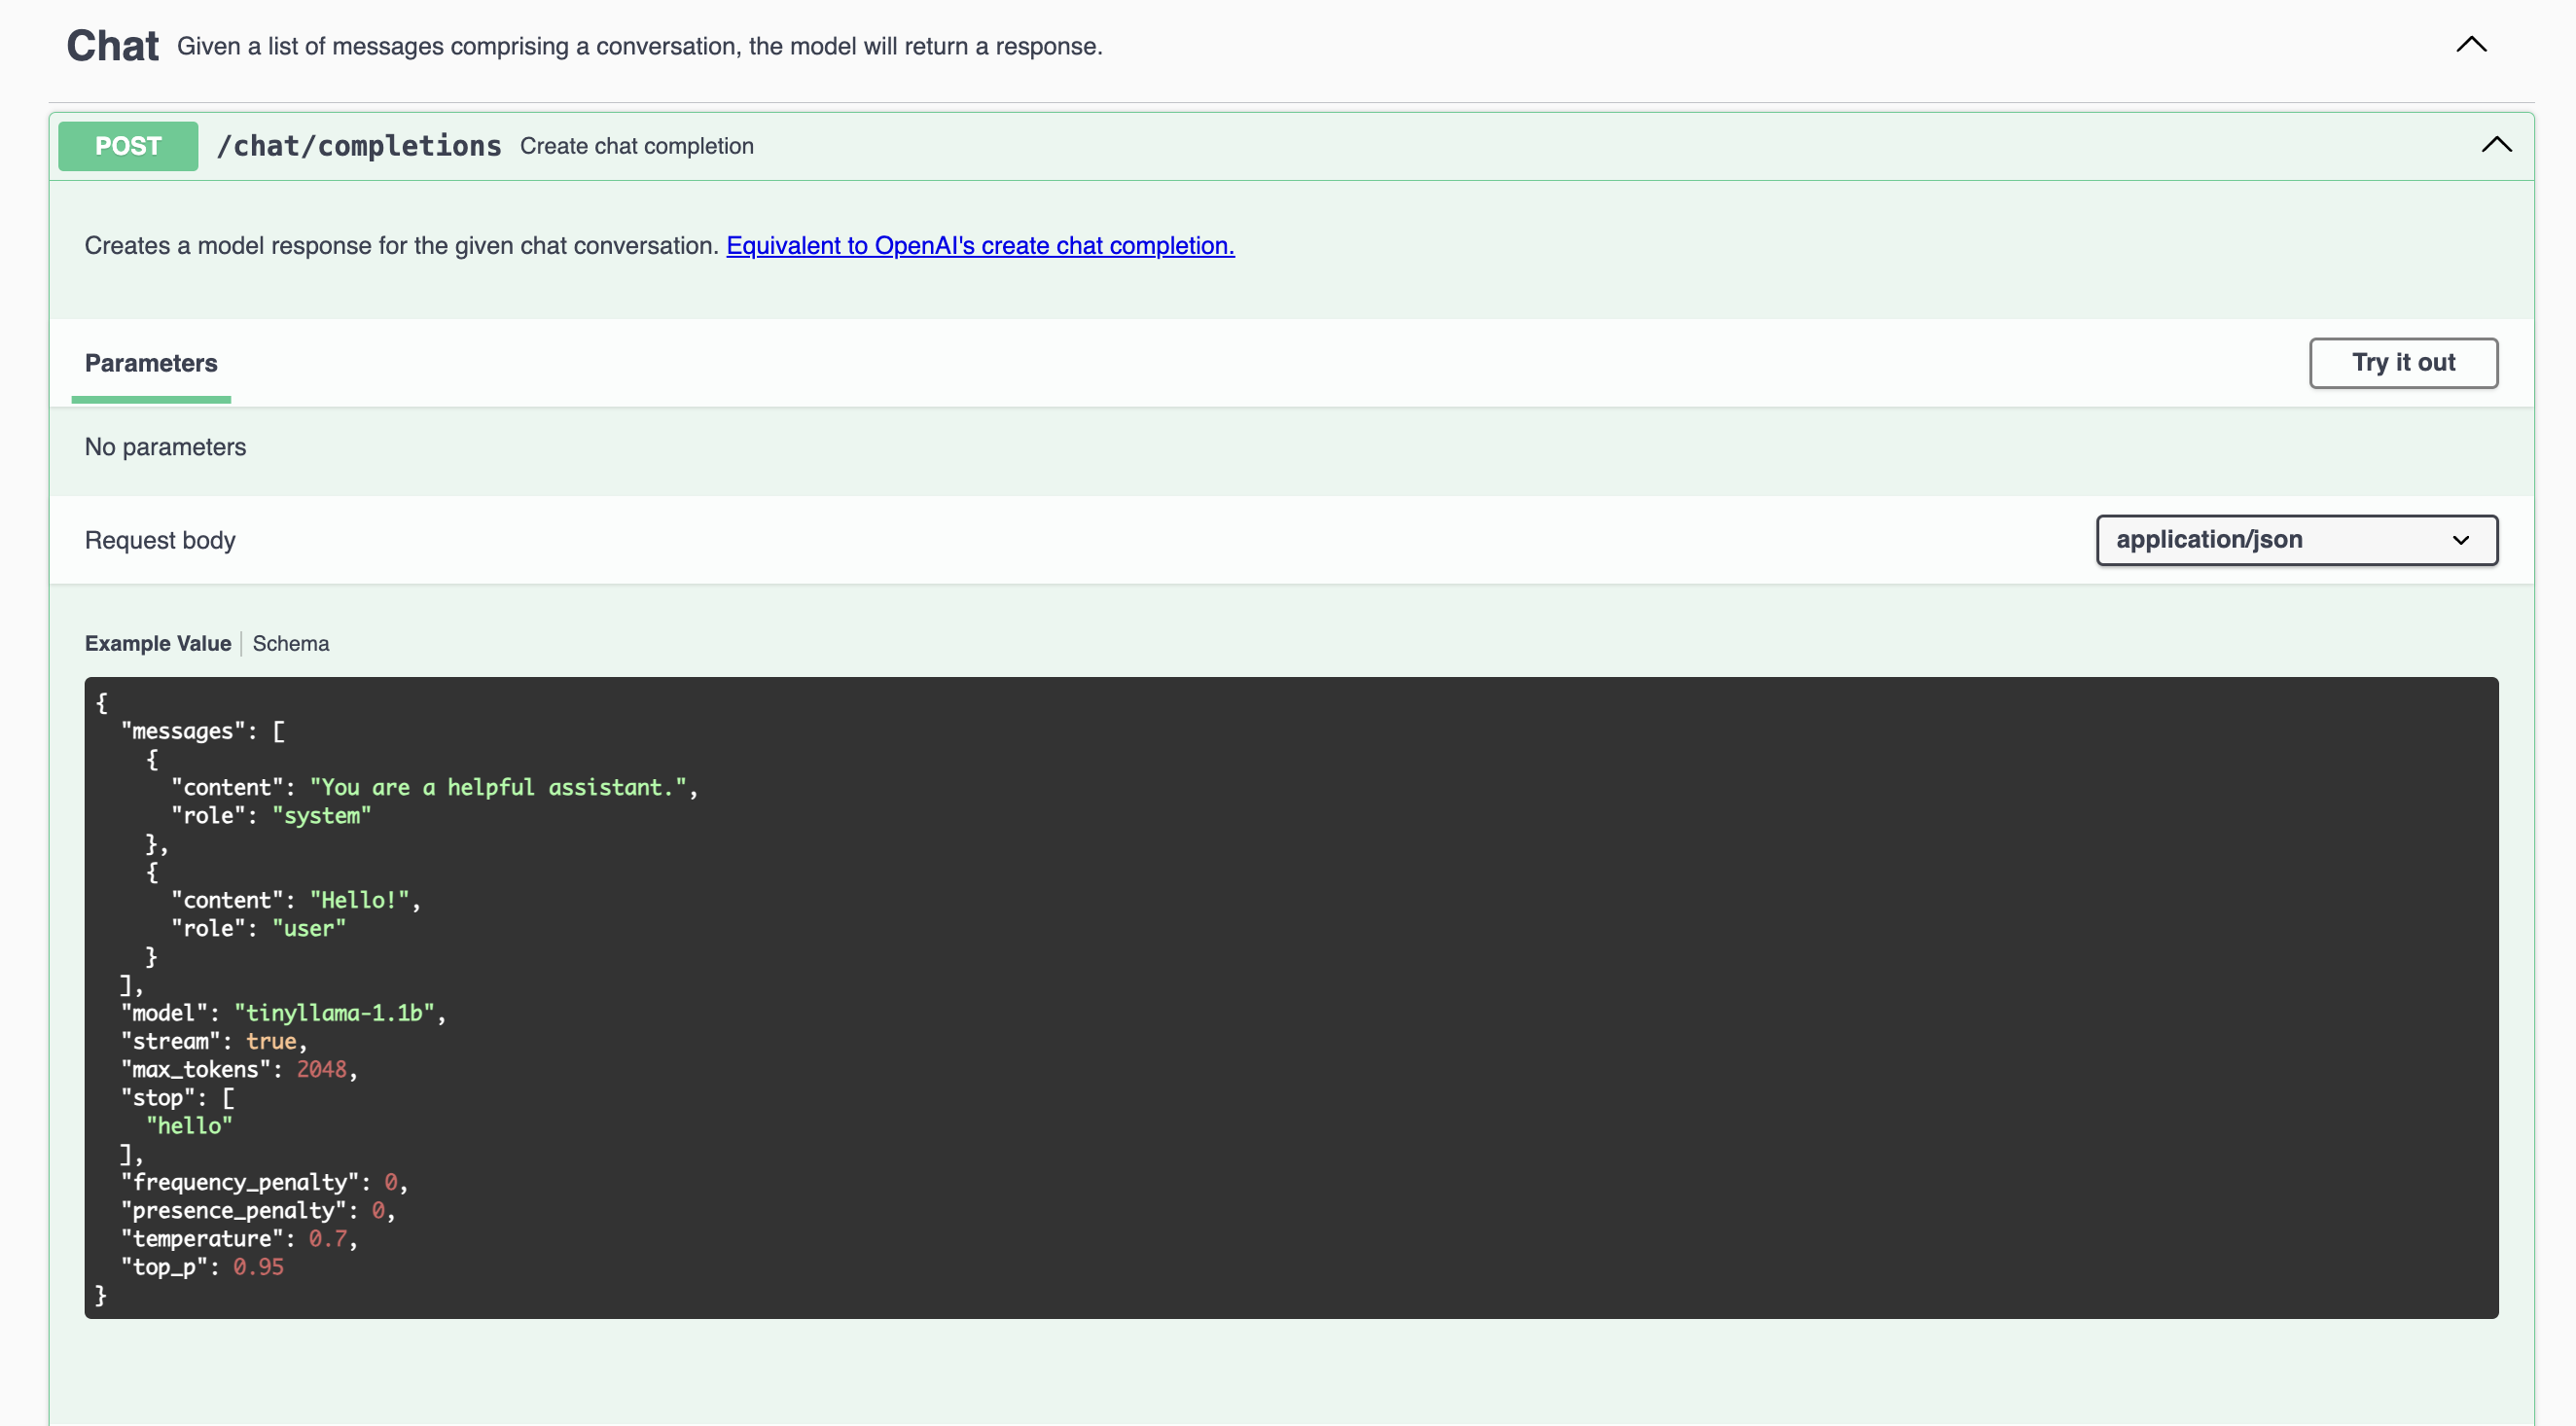 Chat Given a list of messages comprising a conversation, the model will return a response.
POST /chat/completions Create chat completion
Creates a model response for the given chat conversation. Equivalent to OpenAI's create chat completion.
Parameters Try it out
No parameters
Request body application/json
Example Value Schema
{
  "messages": [
    {
      "content": "You are a helpful assistant.",
      "role": "system"
    },
    {
      "content": "Hello!",
      "role": "user"
    }
  ],
  "model": "tinyllama-1.1b",
  "stream": true,
  "max_tokens": 2048,
  "stop": [
    "hello"
  ],
  "frequency_penalty": 0,
  "presence_penalty": 0,
  "temperature": 0.7,
  "top_p": 0.95
}